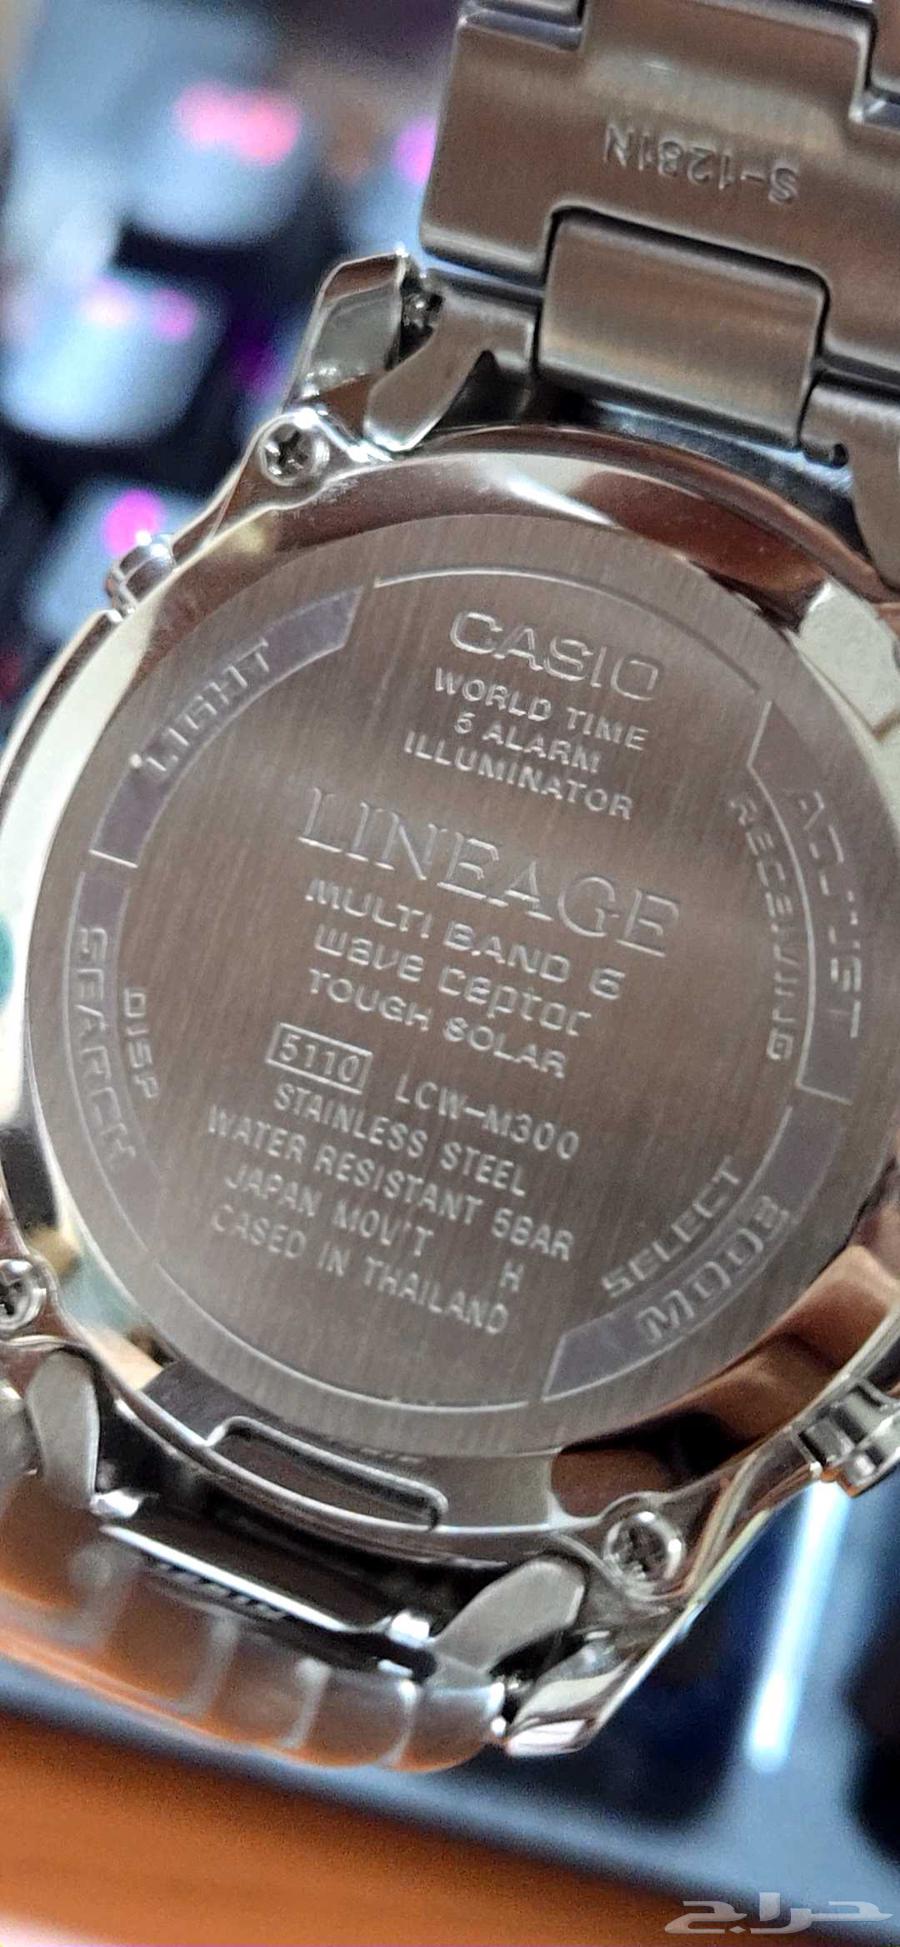 S-1281N
CASIO
WORLD TIME
5 ALARM
ILLUMINATOR
LINEAGE
MULTI BAND 6
WAVE CEPTOR
TOUGH SOLAR
5110 LCW-M300
STAINLESS STEEL
WATER RESISTANT 5BAR
JAPAN MOV'T H
CASED IN THAILAND
LIGHT
SEARCH
DISP
ADJUST
RECEIVING
SELECT
MODE
حراج